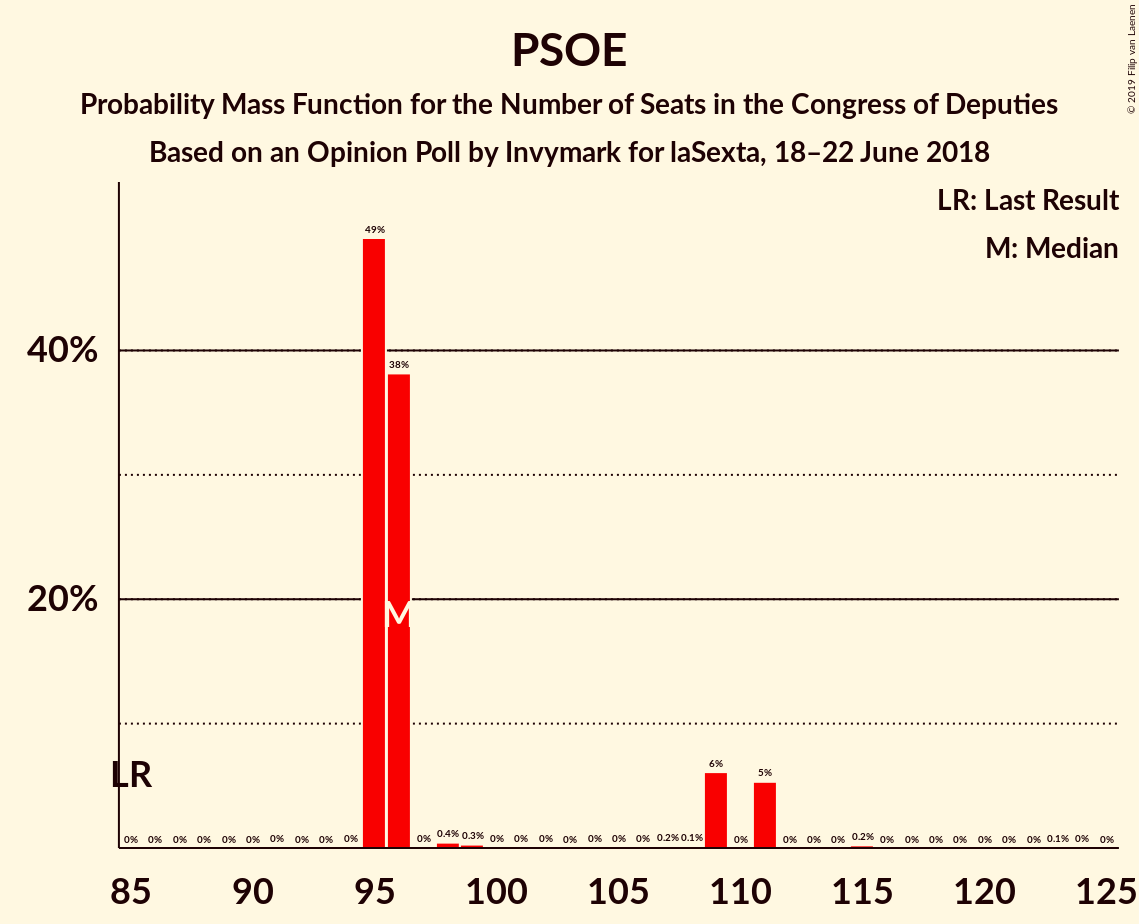 PSOE
Probability Mass Function for the Number of Seats in the Congress of Deputies
Based on an Opinion Poll by Invymark for laSexta, 18–22 June 2018
© 2019 Filip van Laenen
LR: Last Result
M: Median
49%
40%
38%
20%
M
LR
6%
5%
0% 0% 0% 0% 0% 0% 0% 0% 0% 0% 0% 0.4% 0.3% 0% 0% 0% 0% 0% 0% 0% 0.2% 0.1% 0% 0% 0% 0% 0.2% 0% 0% 0% 0% 0% 0% 0% 0.1% 0% 0%
85 90 95 100 105 110 115 120 125